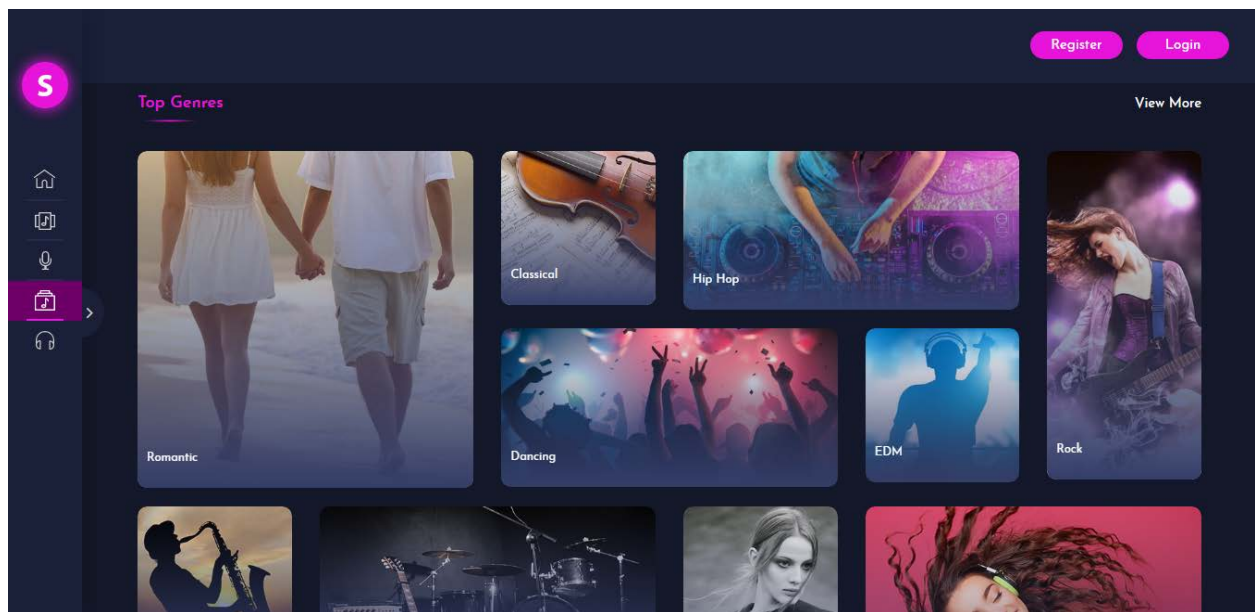 Register
Login
S
Top Genres
View More
Classical
Hip Hop
Romantic
Dancing
EDM
Rock